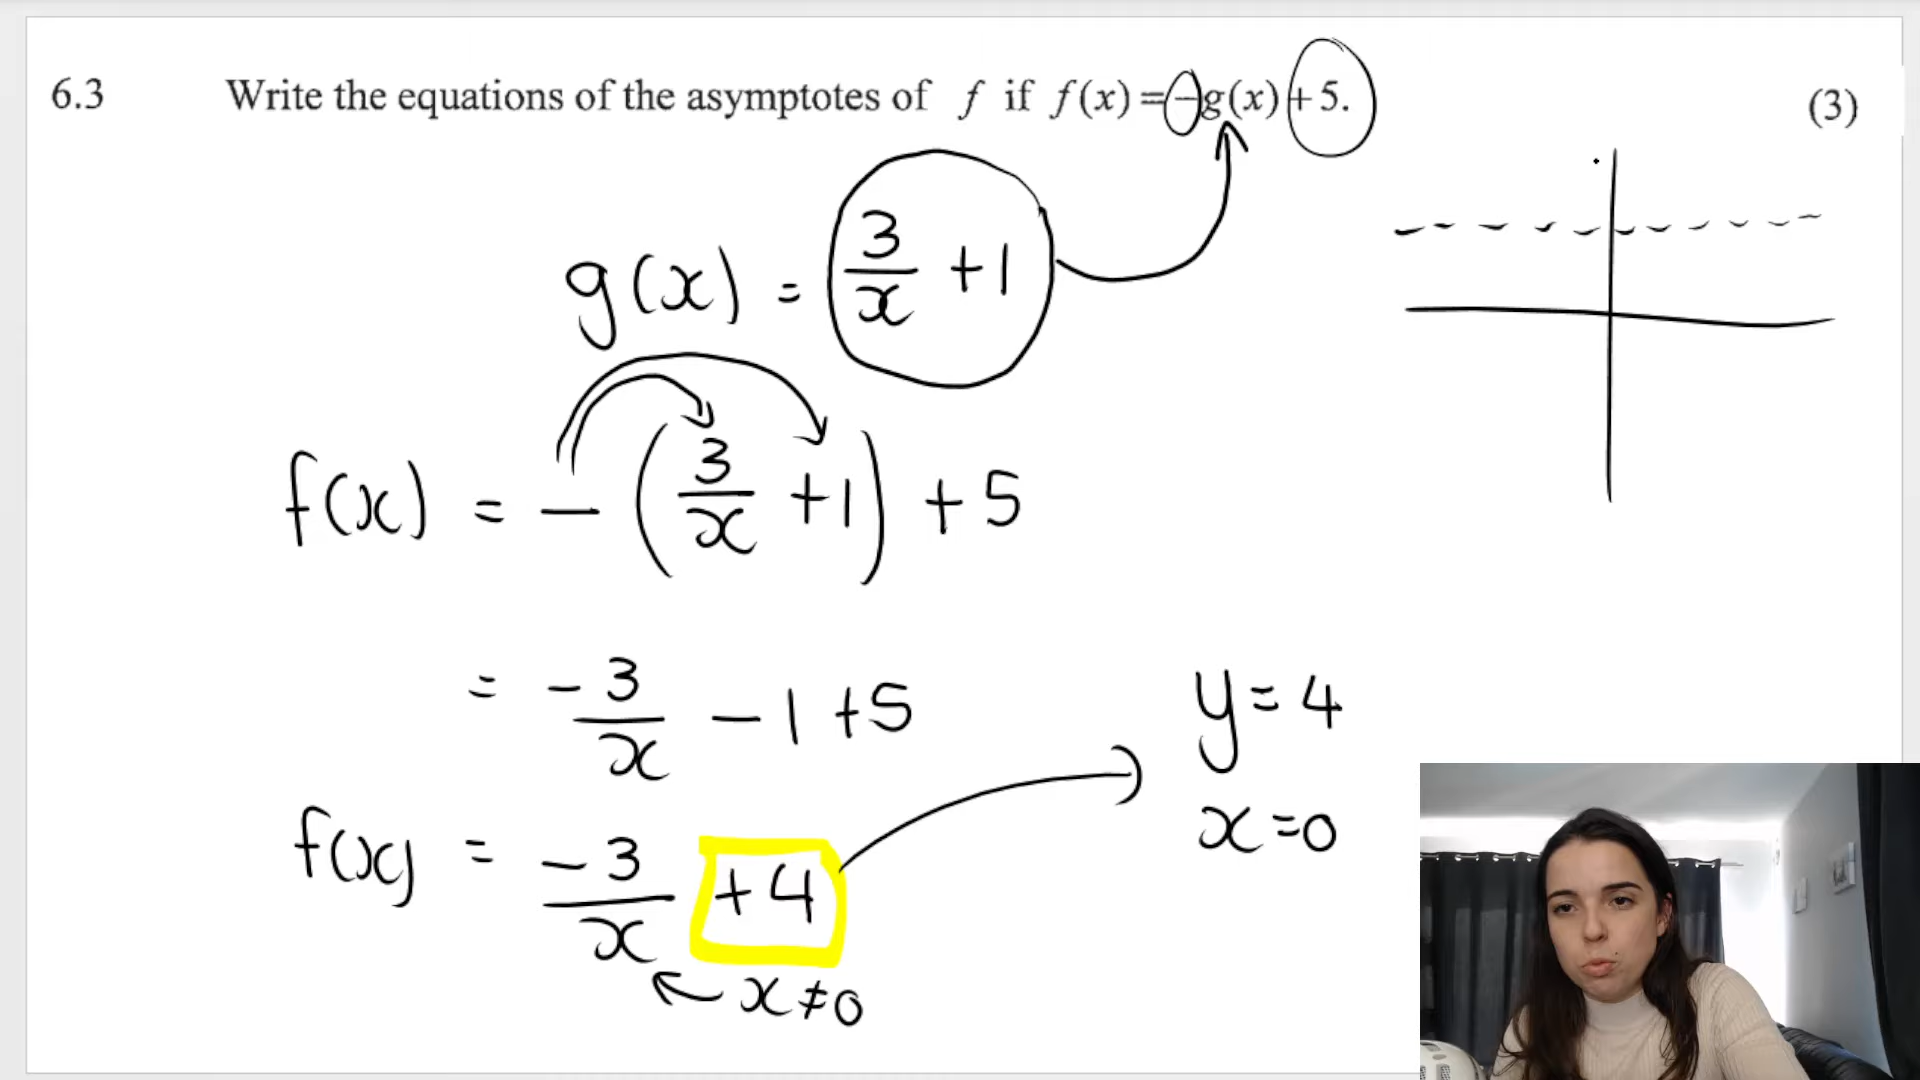 6.3 Write the equations of the asymptotes of f if f(x) = -g(x) + 5. (3)
g(x) = 3/x + 1
f(x) = - (3/x + 1) + 5
= -3/x - 1 + 5
y = 4
f(x) = -3/x + 4
x = 0
x ≠ 0